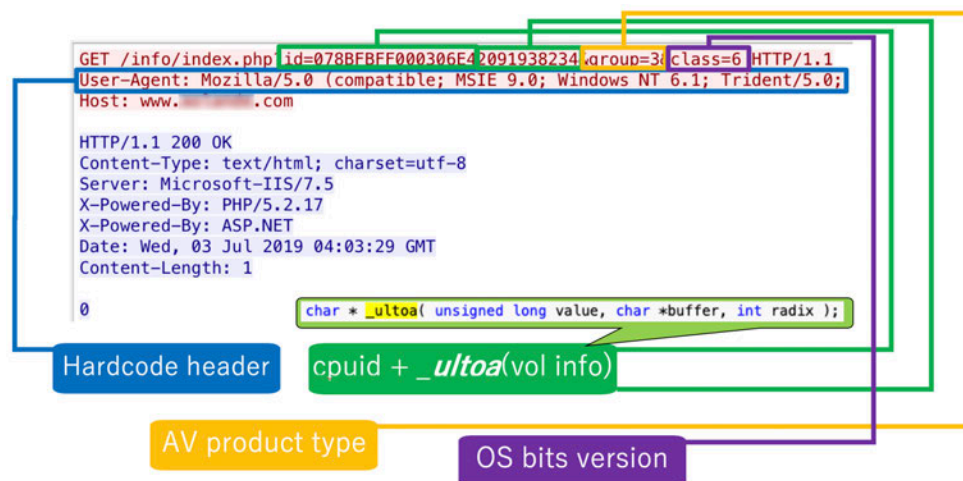 GET /info/index.php?id=078BFBFF000306E42091938234&group=3&class=6 HTTP/1.1
User-Agent: Mozilla/5.0 (compatible; MSIE 9.0; Windows NT 6.1; Trident/5.0;
Host: www. .com
HTTP/1.1 200 OK
Content-Type: text/html; charset=utf-8
Server: Microsoft-IIS/7.5
X-Powered-By: PHP/5.2.17
X-Powered-By: ASP.NET
Date: Wed, 03 Jul 2019 04:03:29 GMT
Content-Length: 1
0
char * _ultoa( unsigned long value, char *buffer, int radix );
Hardcode header
cpuid + _ultoa(vol info)
AV product type
OS bits version